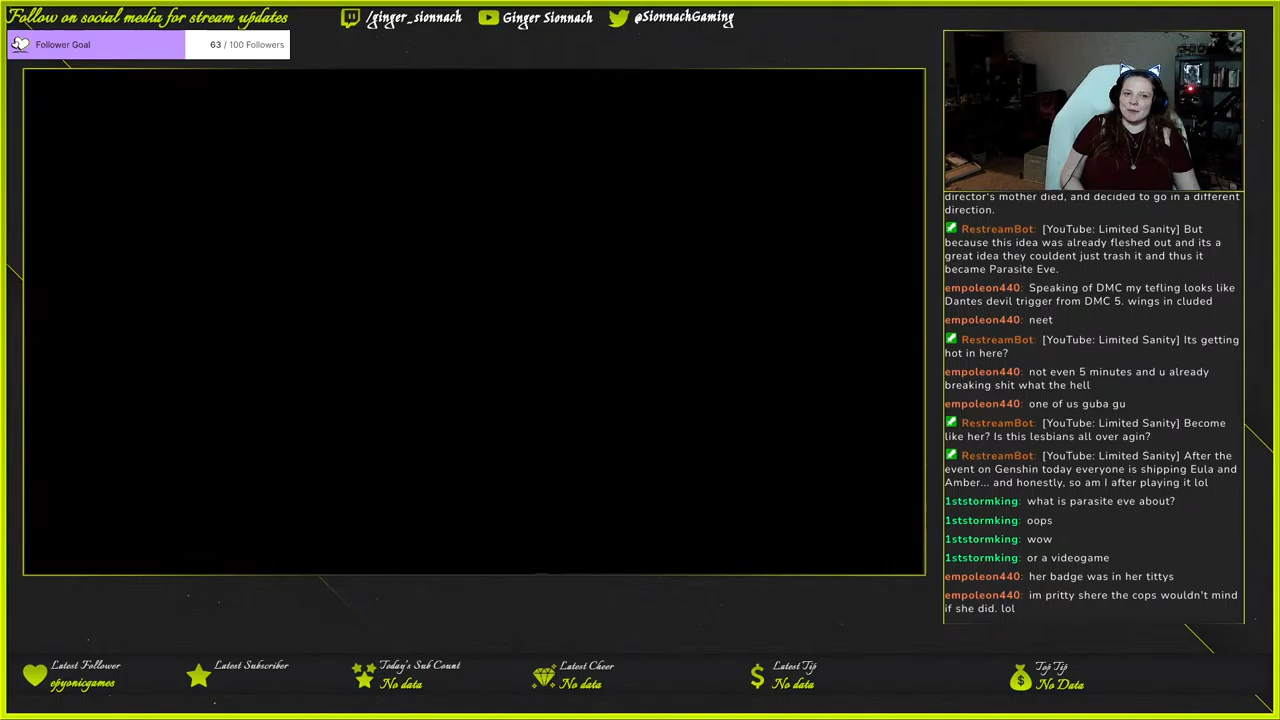 Follow on social media for stream updates
/ginger_sionnach
Ginger Sionnach
@SionnachGaming
Follower Goal
63 / 100 Followers
director's mother died, and decided to go in a different
direction.
RestreamBot: [YouTube: Limited Sanity] But
because this idea was already fleshed out and its a
great idea they couldent just trash it and thus it
became Parasite Eve.
empoleon440: Speaking of DMC my tefling looks like
Dantes devil trigger from DMC 5. wings in cluded
empoleon440: neet
RestreamBot: [YouTube: Limited Sanity] Its getting
hot in here?
empoleon440: not even 5 minutes and u already
breaking shit what the hell
empoleon440: one of us guba gu
RestreamBot: [YouTube: Limited Sanity] Become
like her? Is this lesbians all over agin?
RestreamBot: [YouTube: Limited Sanity] After the
event on Genshin today everyone is shipping Eula and
Amber... and honestly, so am I after playing it lol
1ststormking: what is parasite eve about?
1ststormking: oops
1ststormking: wow
1ststormking: or a videogame
empoleon440: her badge was in her tittys
empoleon440: im pritty shere the cops wouldn't mind
if she did. lol
Latest Follower
epyonicgames
Latest Subscriber
Today's Sub Count
No data
Latest Cheer
No data
Latest Tip
No data
Top Tip
No Data